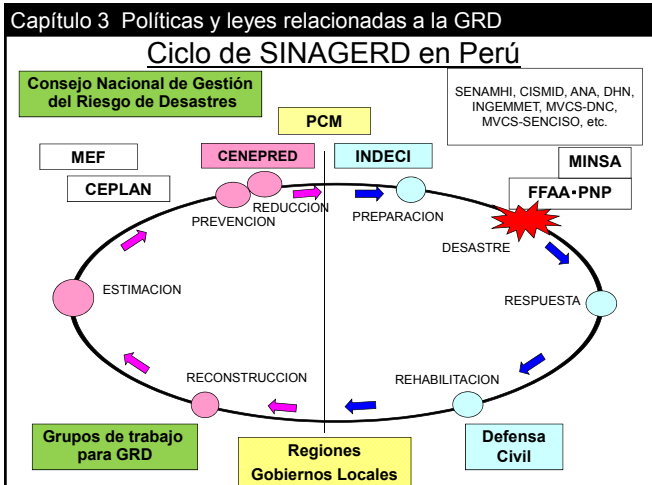 Capítulo 3  Políticas y leyes relacionadas a la GRD
Ciclo de SINAGERD en Perú
Consejo Nacional de Gestión
del Riesgo de Desastres
SENAMHI, CISMID, ANA, DHN,
INGEMMET, MVCS-DNC,
MVCS-SENCISO, etc.
PCM
MEF
CENEPRED
INDECI
MINSA
CEPLAN
FFAA•PNP
REDUCCION
PREVENCION
PREPARACION
DESASTRE
ESTIMACION
RESPUESTA
RECONSTRUCCION
REHABILITACION
Grupos de trabajo
para GRD
Regiones
Gobiernos Locales
Defensa
Civil